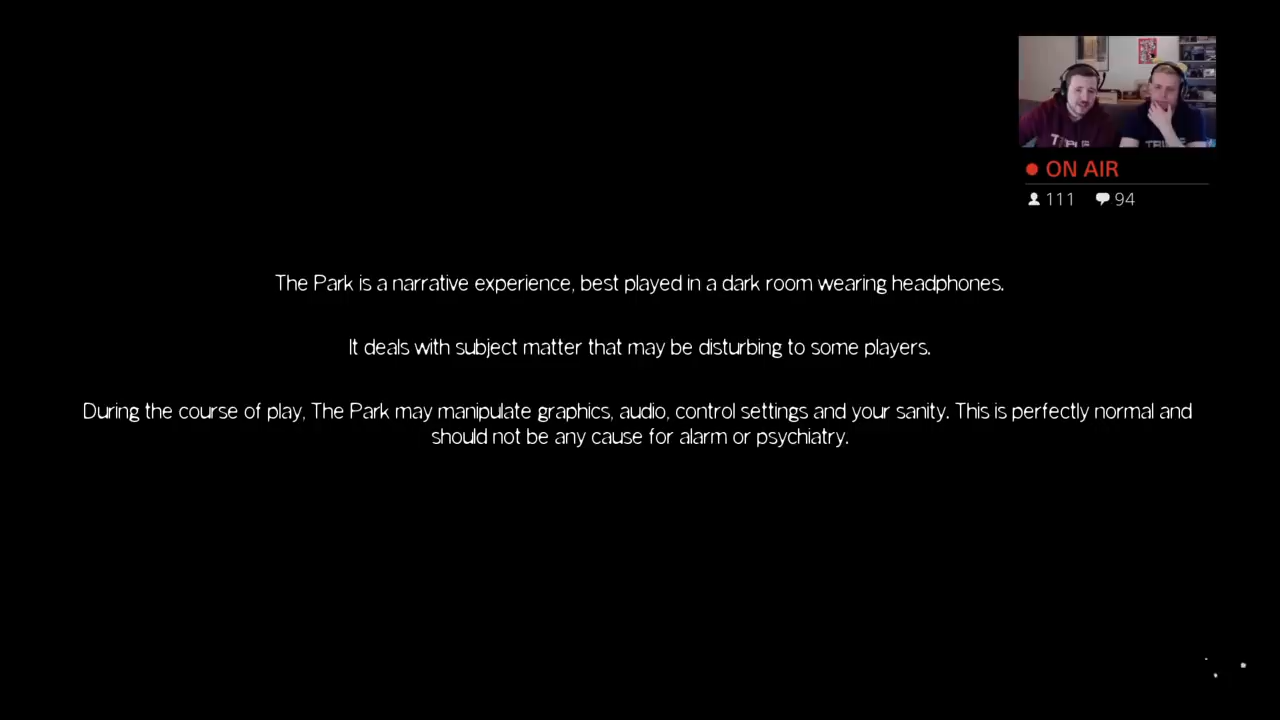 ON AIR
111 94
The Park is a narrative experience, best played in a dark room wearing headphones.
It deals with subject matter that may be disturbing to some players.
During the course of play, The Park may manipulate graphics, audio, control settings and your sanity. This is perfectly normal and
should not be any cause for alarm or psychiatry.